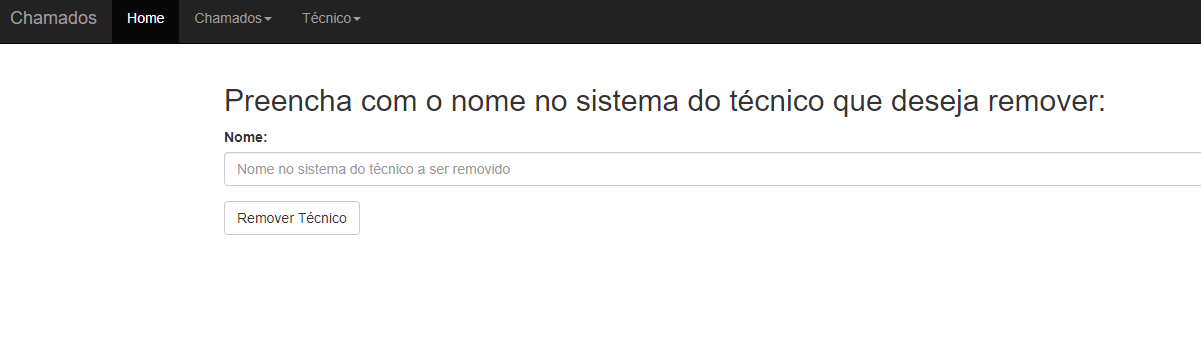 Chamados Home Chamados Técnico
Preencha com o nome no sistema do técnico que deseja remover:
Nome:
Nome no sistema do técnico a ser removido
Remover Técnico